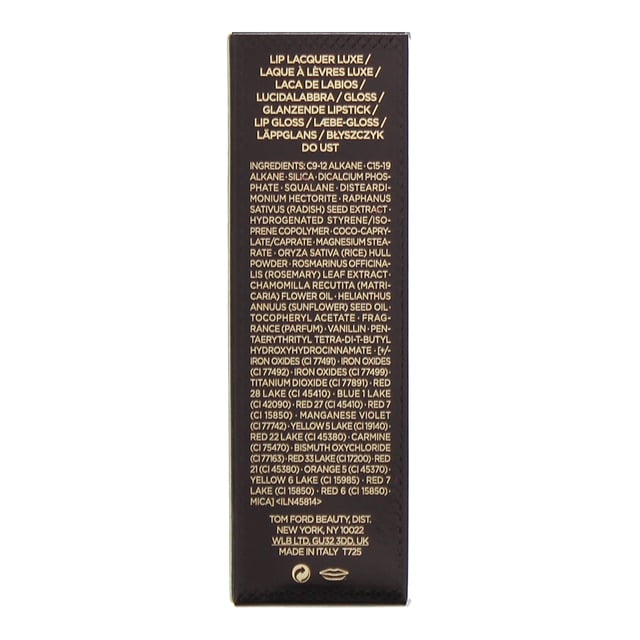 LIP LACQUER LUXE /
LAQUE À LÈVRES LUXE /
LACA DE LABIOS /
LUCIDALABBRA / GLOSS /
GLANZENDE LIPSTICK /
LIP GLOSS / LÆBE-GLOSS /
LÄPPGLANS / BŁYSZCZYK
DO UST
INGREDIENTS: C9-12 ALKANE · C15-19
ALKANE · SILICA · DICALCIUM PHOS-
PHATE · SQUALANE · DISTEARDI-
MONIUM HECTORITE · RAPHANUS
SATIVUS (RADISH) SEED EXTRACT ·
HYDROGENATED STYRENE/ISO-
PRENE COPOLYMER · COCO-CAPRY-
LATE/CAPRATE · MAGNESIUM STEA-
RATE · ORYZA SATIVA (RICE) HULL
POWDER · ROSMARINUS OFFICINA-
LIS (ROSEMARY) LEAF EXTRACT ·
CHAMOMILLA RECUTITA (MATRI-
CARIA) FLOWER OIL · HELIANTHUS
ANNUUS (SUNFLOWER) SEED OIL ·
TOCOPHERYL ACETATE · FRAG-
RANCE (PARFUM) · VANILLIN · PEN-
TAERYTHRITYL TETRA-DI-T-BUTYL
HYDROXYHYDROCINNAMATE · [+/-
IRON OXIDES (CI 77491) · IRON OXIDES
(CI 77492) · IRON OXIDES (CI 77499) ·
TITANIUM DIOXIDE (CI 77891) · RED
28 LAKE (CI 45410) · BLUE 1 LAKE
(CI 42090) · RED 27 (CI 45410) · RED 7
(CI 15850) · MANGANESE VIOLET
(CI 77742) · YELLOW 5 LAKE (CI 19140) ·
RED 22 LAKE (CI 45380) · CARMINE
(CI 75470) · BISMUTH OXYCHLORIDE
(CI 77163) · RED 33 LAKE (CI 17200) · RED
21 (CI 45380) · ORANGE 5 (CI 45370) ·
YELLOW 6 LAKE (CI 15985) · RED 7
LAKE (CI 15850) · RED 6 (CI 15850) ·
MICA] <ILN45814>
TOM FORD BEAUTY, DIST.
NEW YORK, NY 10022
WLB LTD, GU32 3DD, UK
MADE IN ITALY T725